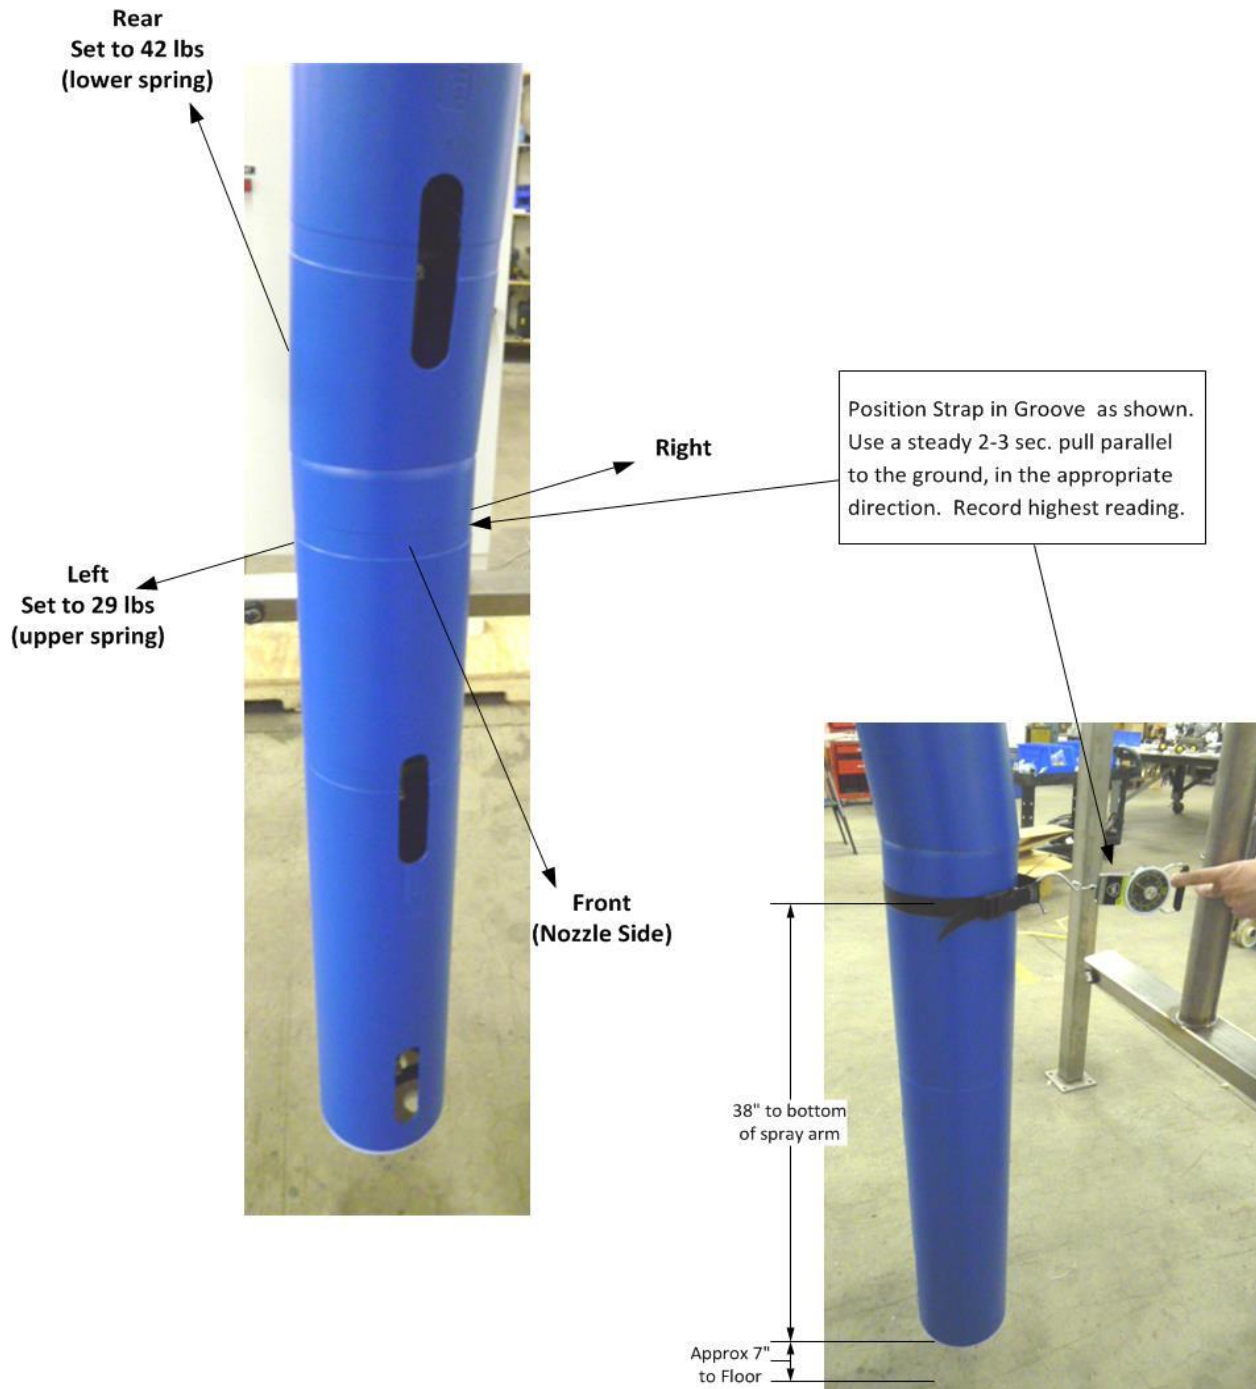 Rear
Set to 42 lbs
(lower spring)
Right
Position Strap in Groove as shown.
Use a steady 2-3 sec. pull parallel
to the ground, in the appropriate
direction. Record highest reading.
Left
Set to 29 lbs
(upper spring)
Front
(Nozzle Side)
38" to bottom
of spray arm
Approx 7"
to Floor